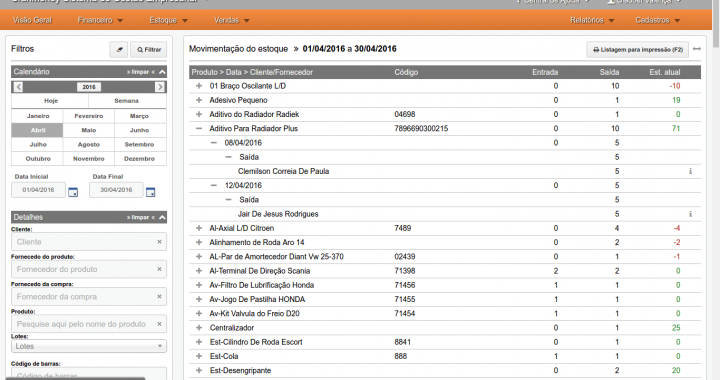 Visão Geral Financeiro Estoque Vendas Relatórios Cadastros
Filtros
Filtrar
Calendário » limpar «
2016
Hoje Semana
Janeiro Fevereiro Março
Abril Maio Junho
Julho Agosto Setembro
Outubro Novembro Dezembro
Data Inicial Data Final
01/04/2016 30/04/2016
Detalhes » limpar «
Cliente:
Cliente ×
Fornecedo do produto:
Fornecedor do produto ×
Fornecedo da compra:
Fornecedor da compra ×
Produto:
Pesquise aqui pelo nome do produto ×
Lotes:
Lotes
Código de barras:
Código de barras
Movimentação do estoque » 01/04/2016 a 30/04/2016
Listagem para impressão (F2)
Produto > Data > Cliente/Fornecedor Código Entrada Saída Est. atual
+ 01 Braço Oscilante L/D 0 10 -10
+ Adesivo Pequeno 0 1 19
+ Aditivo do Radiador Radiek 04698 0 1 0
− Aditivo Para Radiador Plus 7896690300215 0 10 71
− 08/04/2016 0 5
− Saída 5
Clemilson Correia De Paula 5
− 12/04/2016 0 5
− Saída 5
Jair De Jesus Rodrigues 5
+ Al-Axial L/D Citroen 7489 0 4 -4
+ Alinhamento de Roda Aro 14 0 2 -2
+ AL-Par de Amortecedor Diant Vw 25-370 02439 0 1 -1
+ Al-Terminal De Direção Scania 71398 2 2 0
+ Av-Filtro De Lubrificação Honda 71456 1 1 0
+ Av-Jogo De Pastilha HONDA 71455 1 1 0
+ Av-Kit Valvula do Freio D20 71454 1 1 0
+ Centralizador 0 1 25
+ Est-Cilindro De Roda Escort 8841 0 1 0
+ Est-Cola 888 1 1 0
+ Est-Desengripante 0 2 20